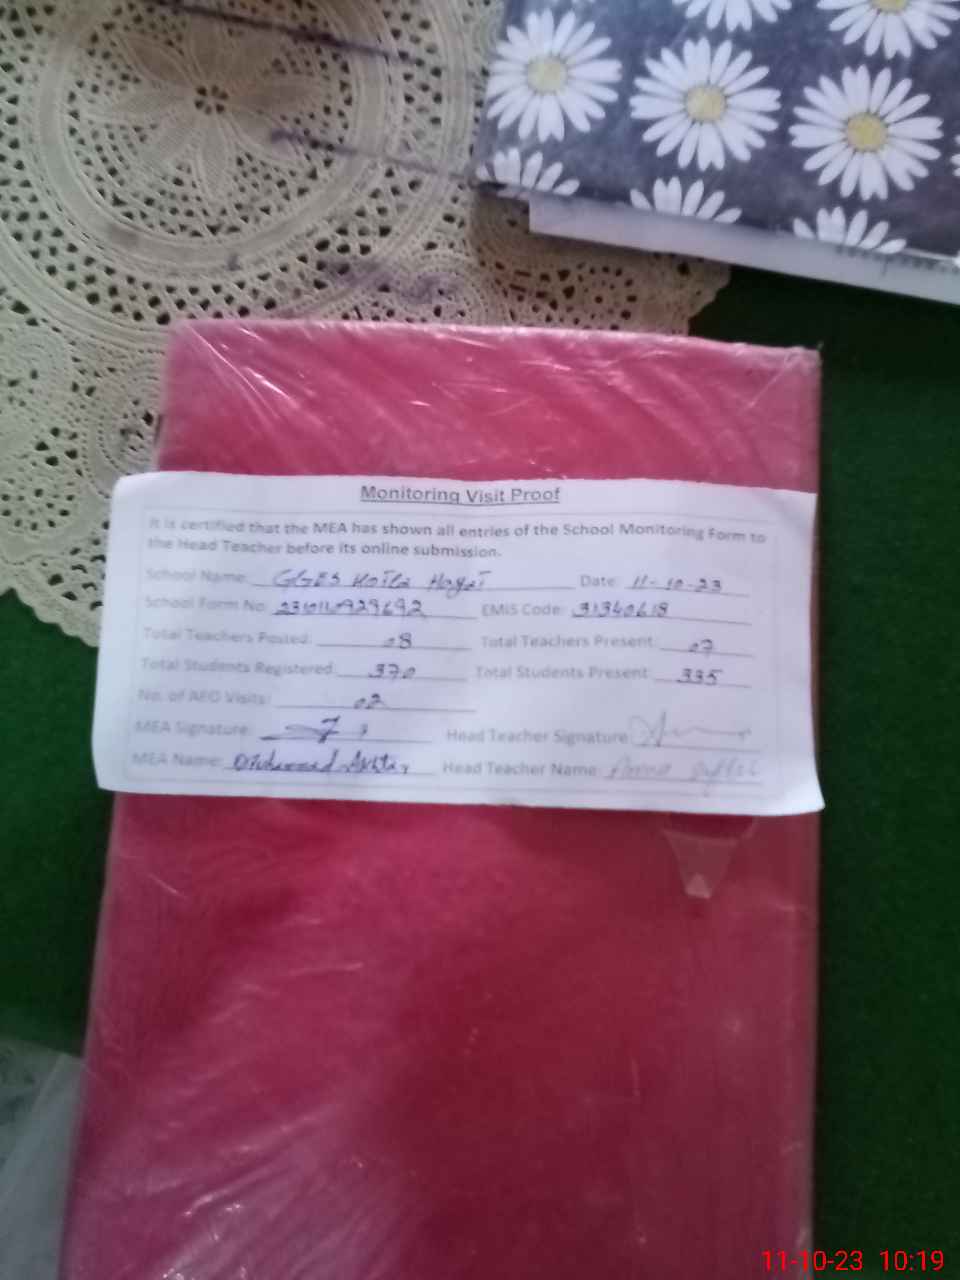 Monitoring Visit Proof
It is certified that the MEA has shown all entries of the School Monitoring Form to
the Head Teacher before its online submission.
School Name: GGES Kotla Hayat Date: 11-10-23
School Form No: EMIS Code: 31340618
Total Teachers Posted: 08 Total Teachers Present: 07
Total Students Registered: 370 Total Students Present: 335
No. of AEO Visits: 02
MEA Signature: Head Teacher Signature
MEA Name: Muhammad Head Teacher Name:
11-10-23 10:19